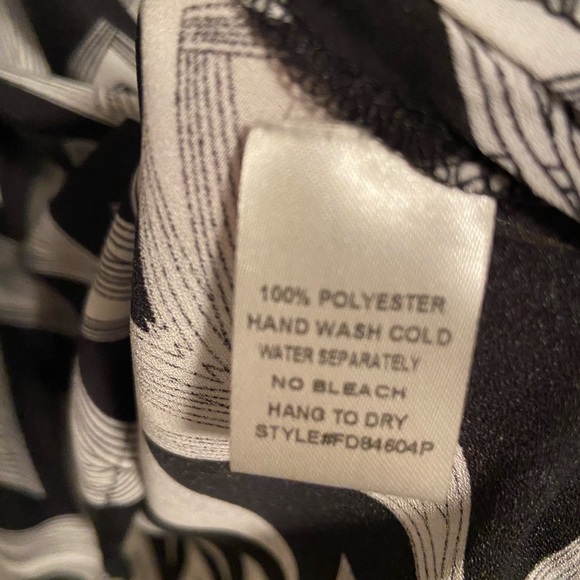 100% POLYESTER
HAND WASH COLD
WATER SEPARATELY
NO BLEACH
HANG TO DRY
STYLE#FD84604P